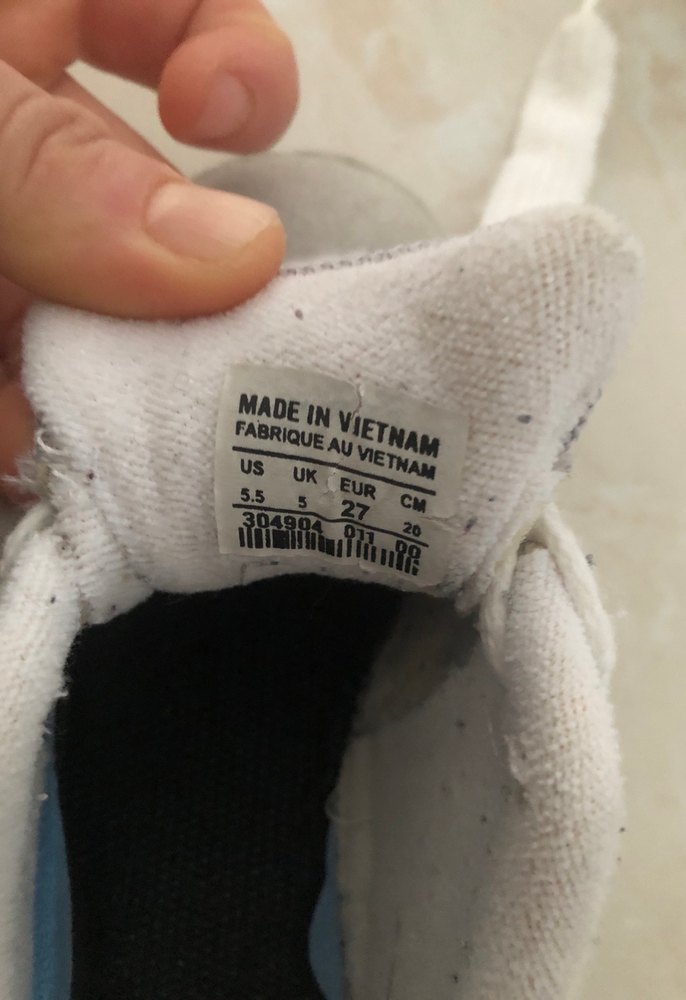 MADE IN VIETNAM
FABRIQUE AU VIETNAM
US UK EUR CM
5.5 5 27 20
304904 011 00